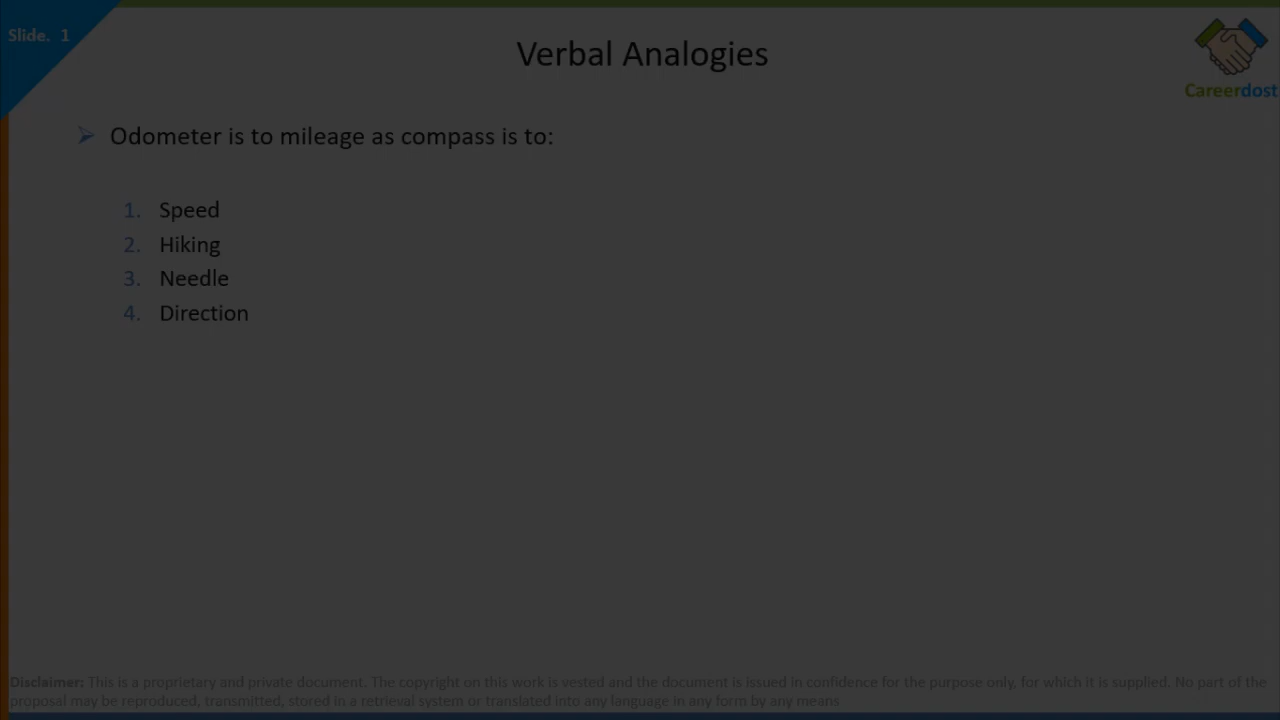 Slide. 1
Verbal Analogies
Careerdost
Odometer is to mileage as compass is to:
1. Speed
2. Hiking
3. Needle
4. Direction
Disclaimer: This is a proprietary and private document. The copyright on this work is vested and the document is issued in confidence for the purpose only, for which it is supplied. No part of the
proposal may be reproduced, transmitted, stored in a retrieval system or translated into any language in any form by any means